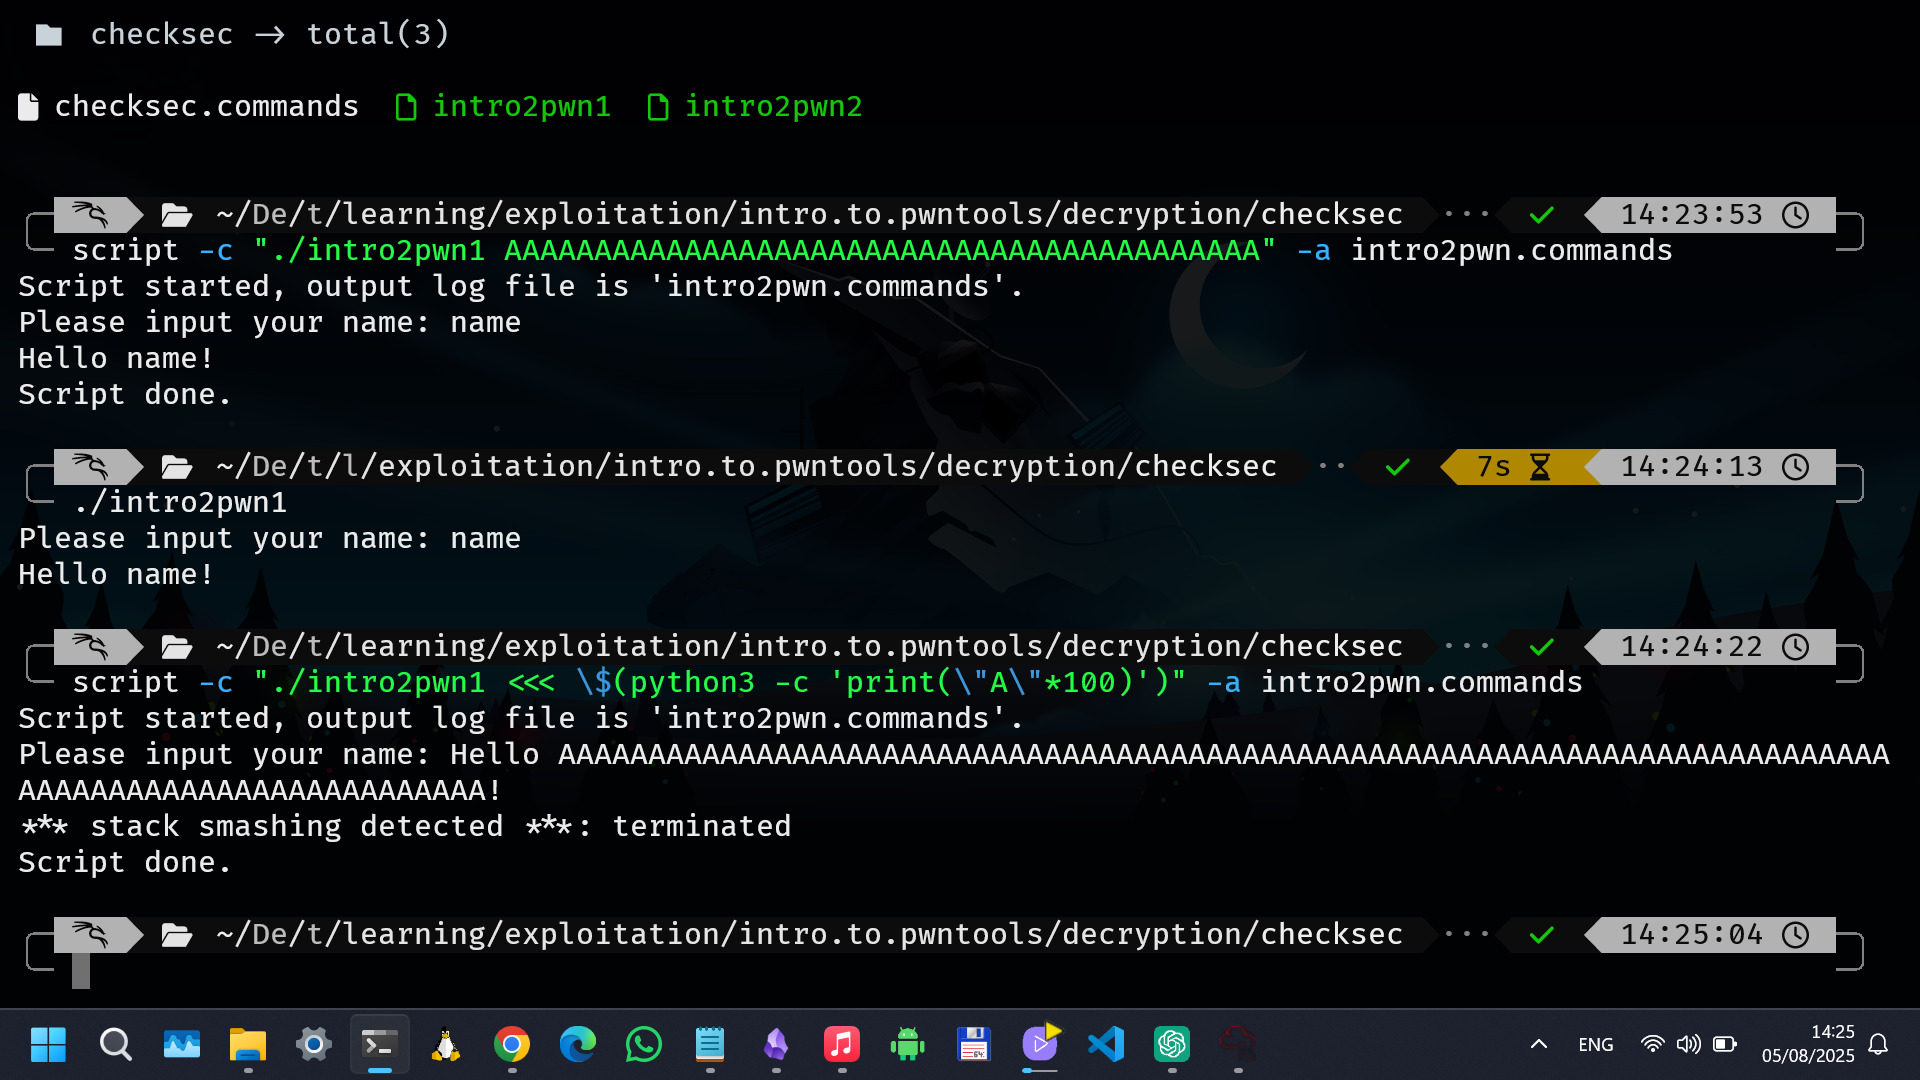 checksec → total(3)
checksec.commands intro2pwn1 intro2pwn2
~/De/t/learning/exploitation/intro.to.pwntools/decryption/checksec ··· ✓ 14:23:53
script -c "./intro2pwn1 AAAAAAAAAAAAAAAAAAAAAAAAAAAAAAAAAAAAAAAAAA" -a intro2pwn.commands
Script started, output log file is 'intro2pwn.commands'.
Please input your name: name
Hello name!
Script done.
~/De/t/l/exploitation/intro.to.pwntools/decryption/checksec ·· ✓ 7s 14:24:13
./intro2pwn1
Please input your name: name
Hello name!
~/De/t/learning/exploitation/intro.to.pwntools/decryption/checksec ··· ✓ 14:24:22
script -c "./intro2pwn1 <<< \$(python3 -c 'print(\"A\"*100)')" -a intro2pwn.commands
Script started, output log file is 'intro2pwn.commands'.
Please input your name: Hello AAAAAAAAAAAAAAAAAAAAAAAAAAAAAAAAAAAAAAAAAAAAAAAAAAAAAAAAAAAAAAAAAAAAAAAAAA
AAAAAAAAAAAAAAAAAAAAAAAAAA!
*** stack smashing detected ***: terminated
Script done.
~/De/t/learning/exploitation/intro.to.pwntools/decryption/checksec ··· ✓ 14:25:04
64
ENG
14:25
05/08/2025